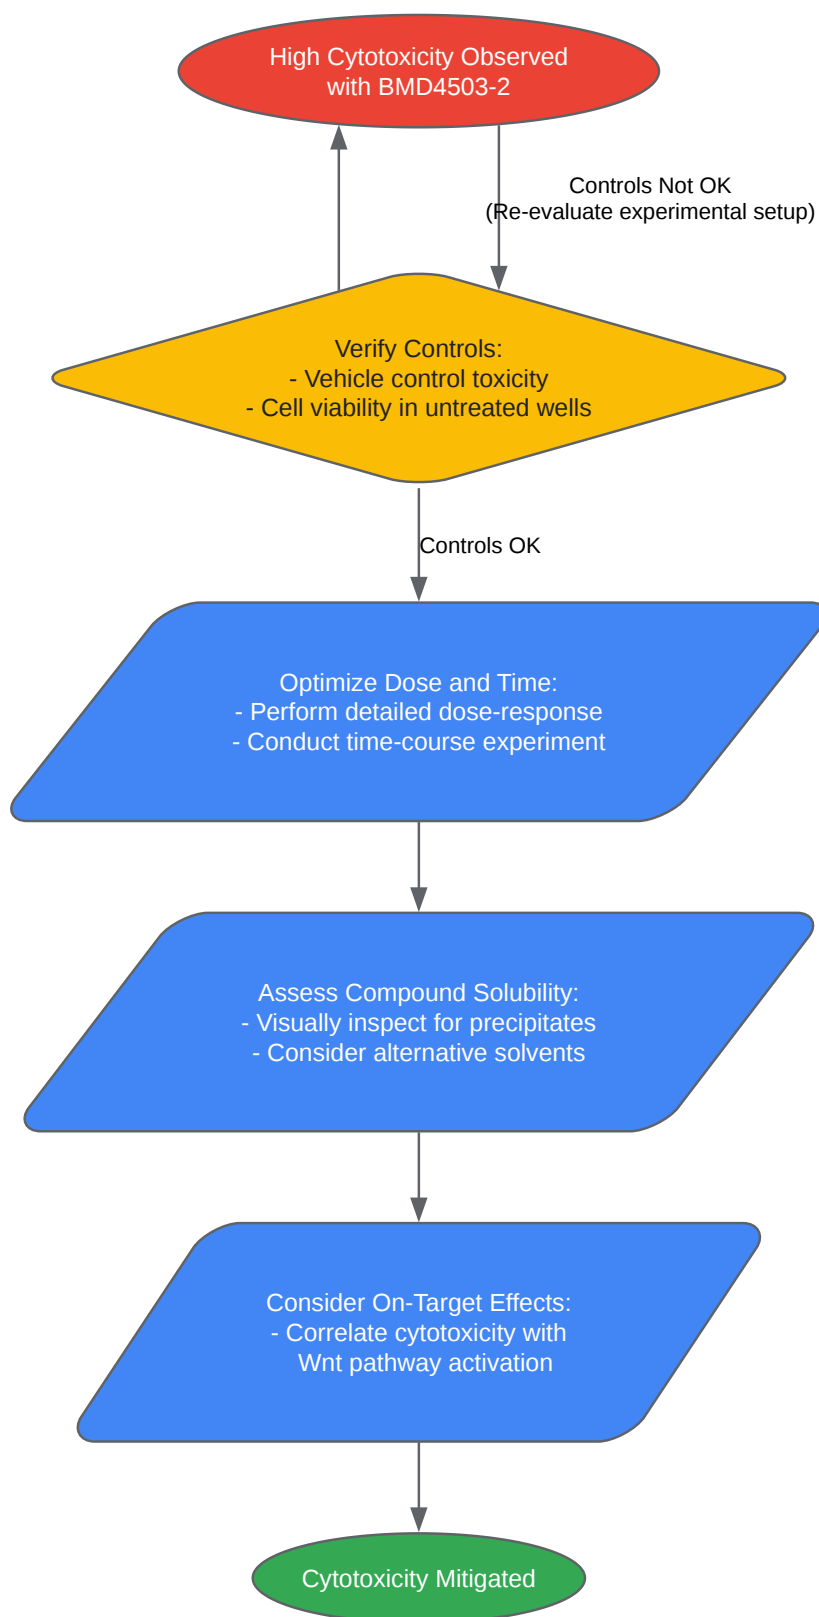 High Cytotoxicity Observed
with BMD4503-2
Controls Not OK
(Re-evaluate experimental setup)
Verify Controls:
- Vehicle control toxicity
- Cell viability in untreated wells
Controls OK
Optimize Dose and Time:
- Perform detailed dose-response
- Conduct time-course experiment
Assess Compound Solubility:
- Visually inspect for precipitates
- Consider alternative solvents
Consider On-Target Effects:
- Correlate cytotoxicity with
Wnt pathway activation
Cytotoxicity Mitigated